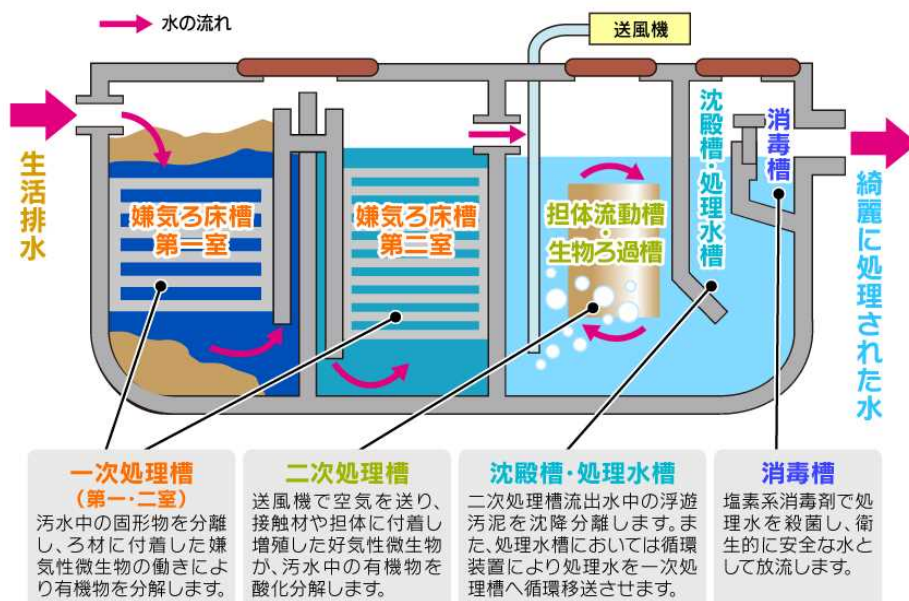 水の流れ
送風機
生活排水
嫌気ろ床槽
第一室
嫌気ろ床槽
第二室
担体流動槽
・
生物ろ過槽
沈殿槽・処理水槽
消毒槽
綺麗に処理された水
一次処理槽
(第一・二室)
汚水中の固形物を分離
し、ろ材に付着した嫌
気性微生物の働きによ
り有機物を分解します。
二次処理槽
送風機で空気を送り、
接触材や担体に付着し
増殖した好気性微生物
が、汚水中の有機物を
酸化分解します。
沈殿槽・処理水槽
二次処理槽流出水中の浮遊
汚泥を沈降分離します。ま
た、処理水槽においては循環
装置により処理水を一次処
理槽へ循環移送させます。
消毒槽
塩素系消毒剤で処
理水を殺菌し、衛
生的に安全な水と
して放流します。